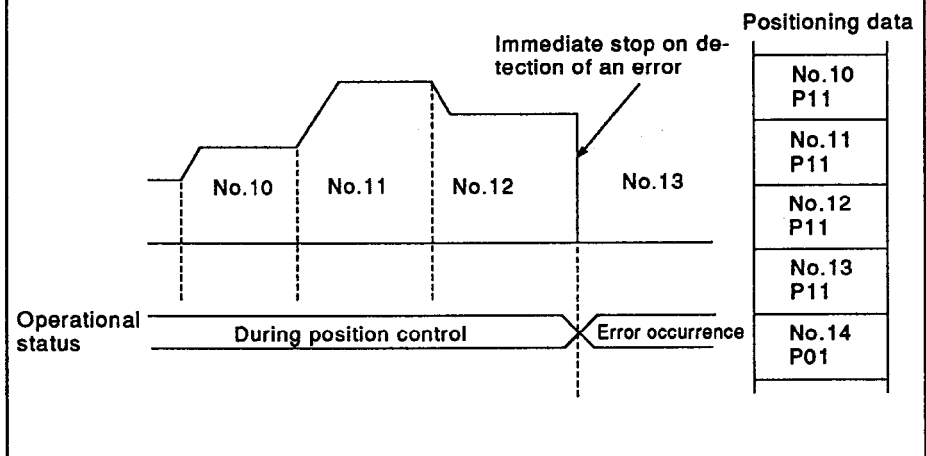 Positioning data
Immediate stop on de-
tection of an error
No.10
P11
No.11
P11
No.12
P11
No.13
P11
No.14
P01
No.10
No.11
No.12
No.13
Operational
status
During position control
Error occurrence